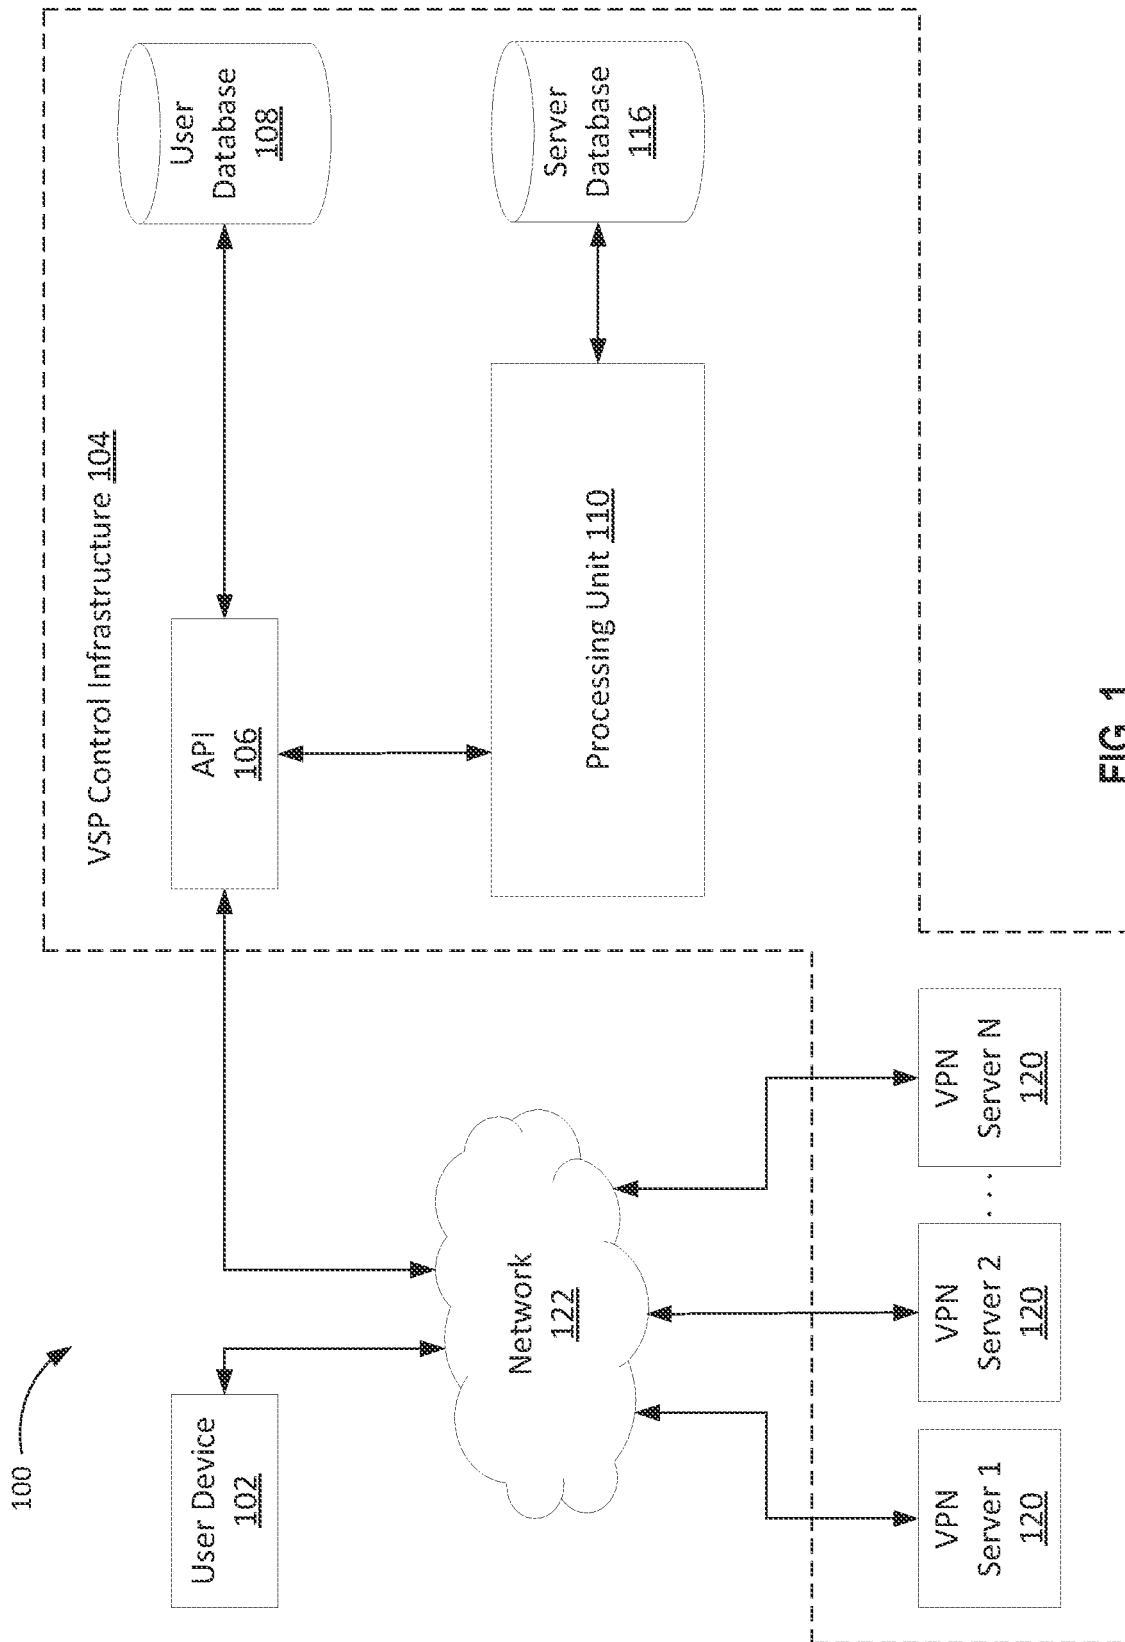 100
User Device
102
Network
122
VSP Control Infrastructure 104
API
106
User
Database
108
Processing Unit 110
Server
Database
116
VPN
Server 1
120
VPN
Server 2
120
. . .
VPN
Server N
120
FIG. 1